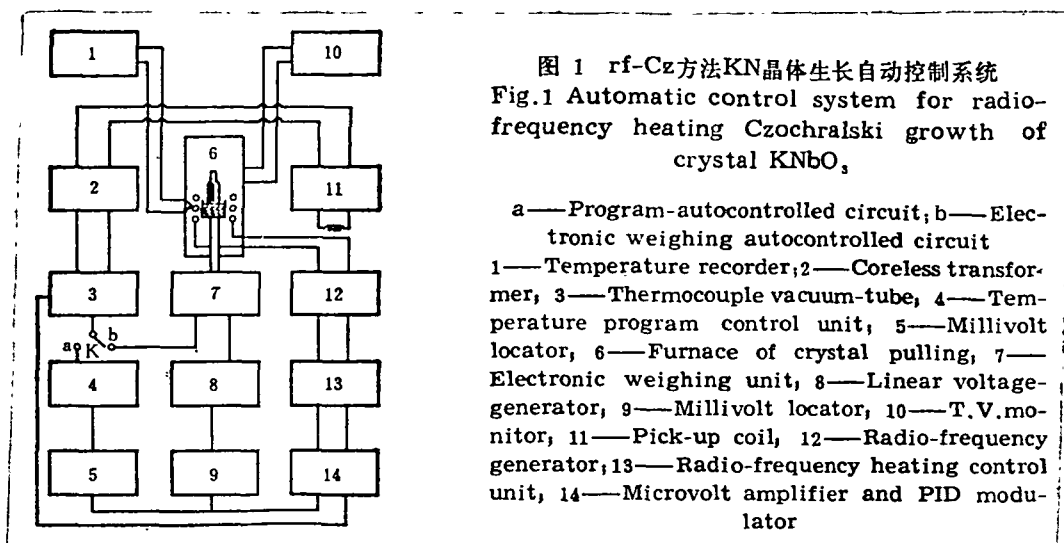 1
10
6
2
11
3
7
12
b
a
K
4
8
13
5
9
14
图 1 rf-Cz方法KN晶体生长自动控制系统
Fig.1 Automatic control system for radio-
frequency heating Czochralski growth of
crystal KNbO₃
a——Program-autocontrolled circuit; b——Elec-
tronic weighing autocontrolled circuit
1——Temperature recorder; 2——Coreless transfor-
mer, 3——Thermocouple vacuum-tube, 4——Tem-
perature program control unit, 5——Millivolt
locator, 6——Furnace of crystal pulling, 7——
Electronic weighing unit, 8——Linear voltage-
generator, 9——Millivolt locator, 10——T.V.mo-
nitor, 11——Pick-up coil, 12——Radio-frequency
generator; 13——Radio-frequency heating control
unit, 14——Microvolt amplifier and PID modu-
lator